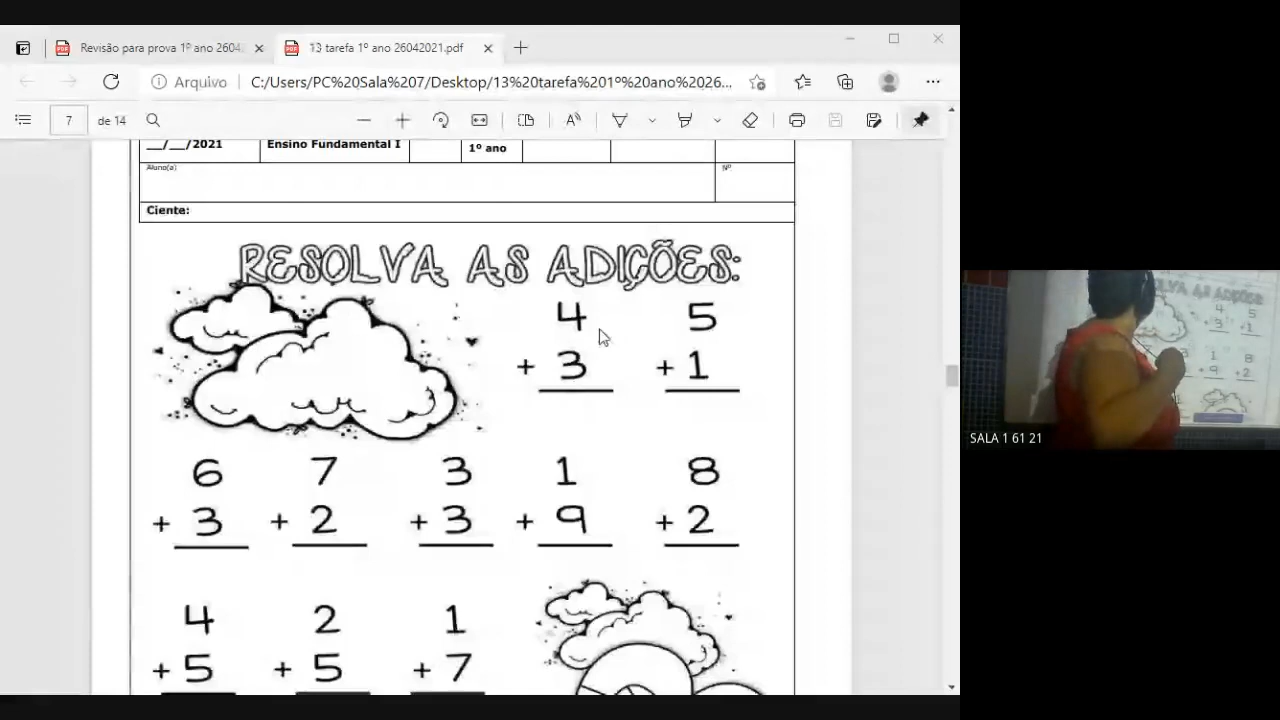 Revisão para prova 1º ano 26042
13 tarefa 1º ano 26042021.pdf
Arquivo
C:/Users/PC%20Sala%207/Desktop/13%20tarefa%201º%20ano%2026...
7 de 14
__/__/2021
Ensino Fundamental I
1º ano
Aluno(a)
Nº
Ciente:
RESOLVA AS ADIÇÕES:
4 5
+ 3 + 1
6 7 3 1 8
+ 3 + 2 + 3 + 9 + 2
4 2 1
+ 5 + 5 + 7
SALA 1 61 21